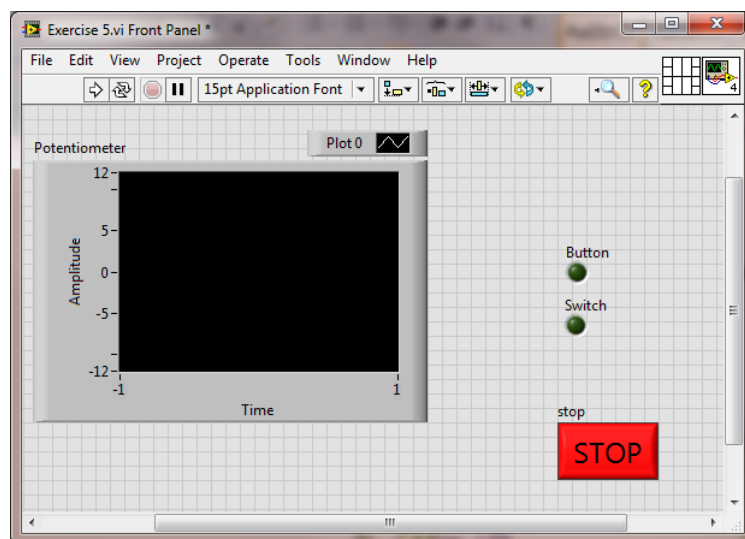 Exercise 5.vi Front Panel *
File Edit View Project Operate Tools Window Help
15pt Application Font
4
Potentiometer
Plot 0
12
5
0
-5
-12
Amplitude
-1
1
Time
Button
Switch
stop
STOP